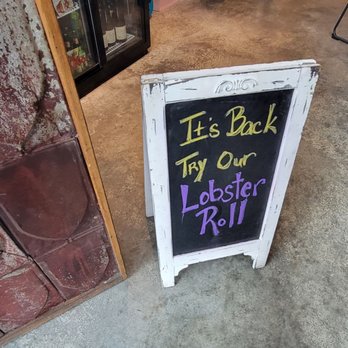 It's Back
Try Our
Lobster
Roll